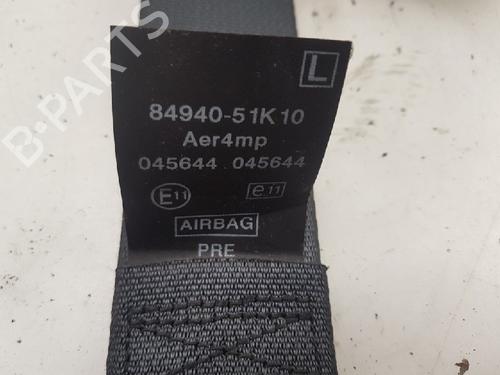 B-PARTS
L
84940-51K10
Aer4mp
045644 045644
E11 e11
AIRBAG
PRE